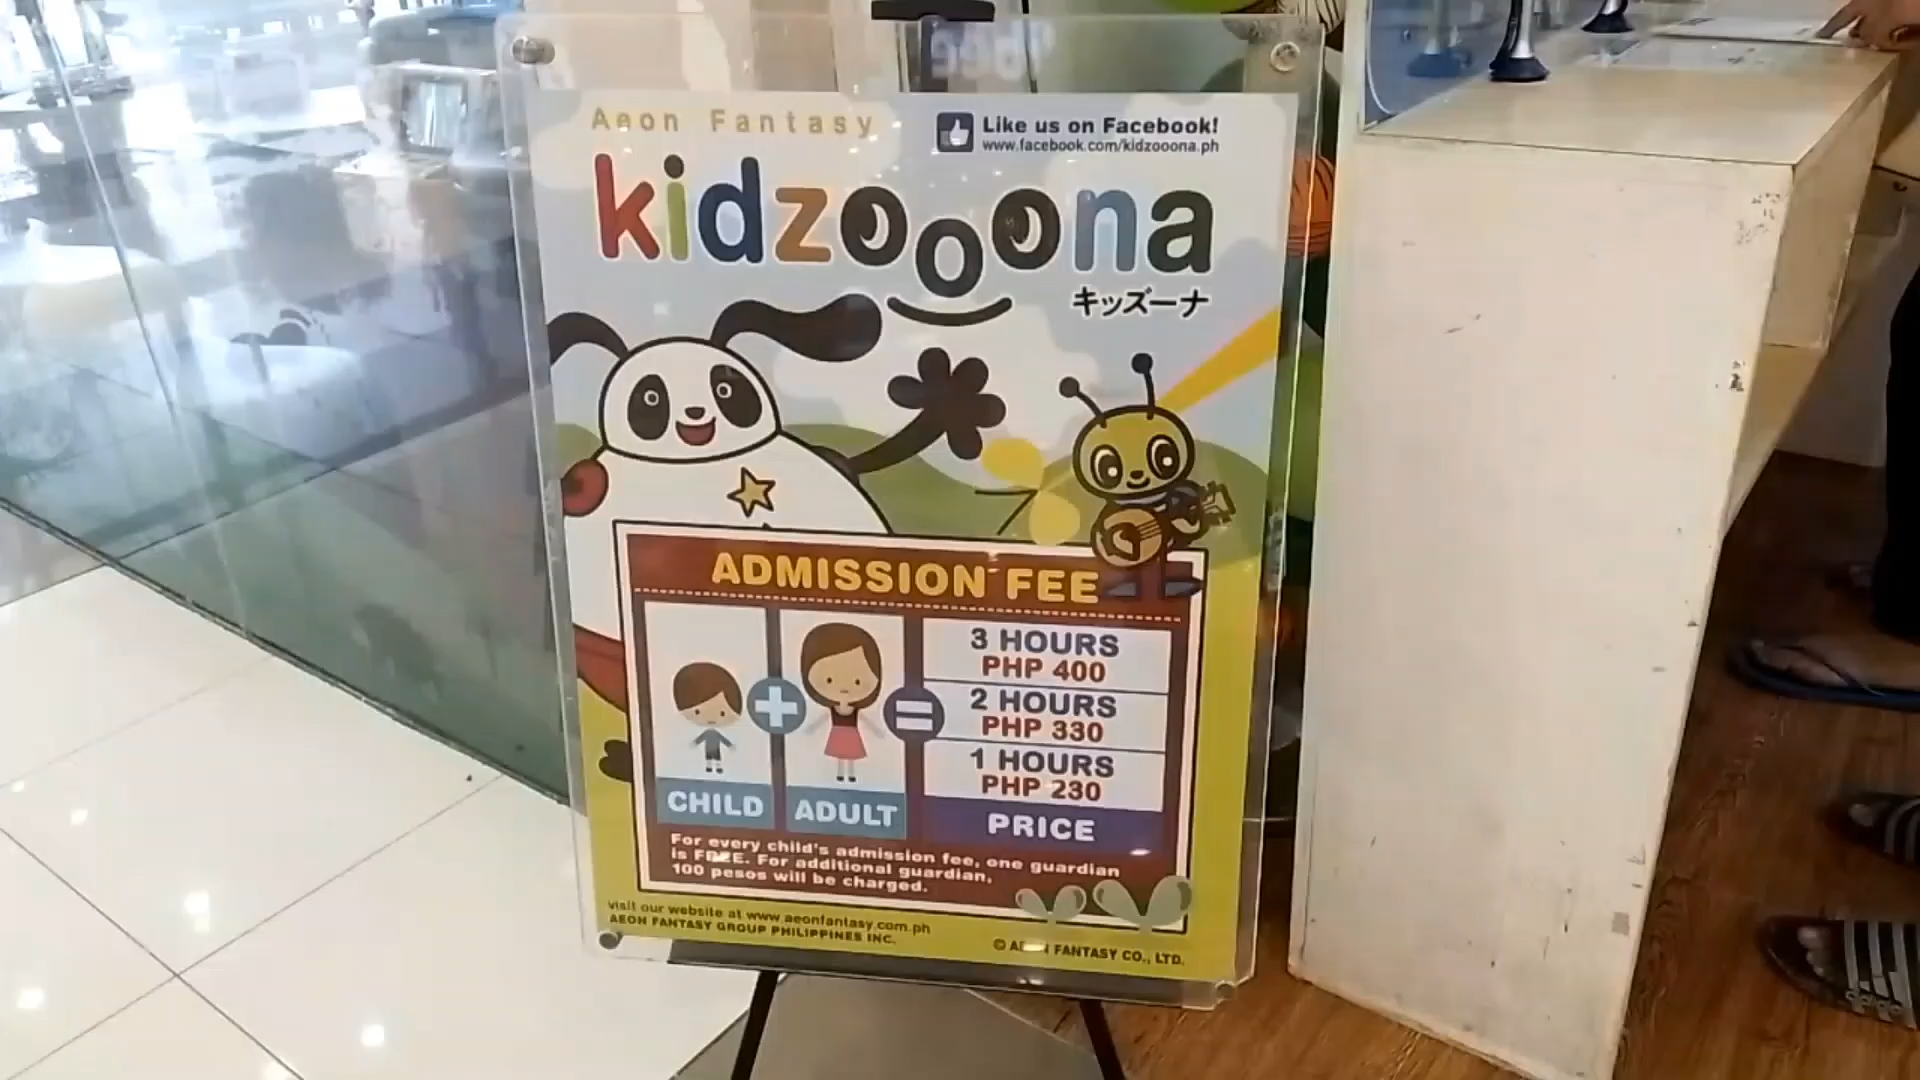 Aeon Fantasy
Like us on Facebook!
www.facebook.com/kidzooona.ph
kidzooona
キッズーナ
ADMISSION FEE
3 HOURS
PHP 400
2 HOURS
PHP 330
1 HOURS
PHP 230
CHILD
ADULT
PRICE
For every child's admission fee, one guardian
is FREE. For additional guardian,
100 pesos will be charged.
visit our website at www.aeonfantasy.com.ph
AEON FANTASY GROUP PHILIPPINES INC.
© AEON FANTASY CO., LTD.
adidas